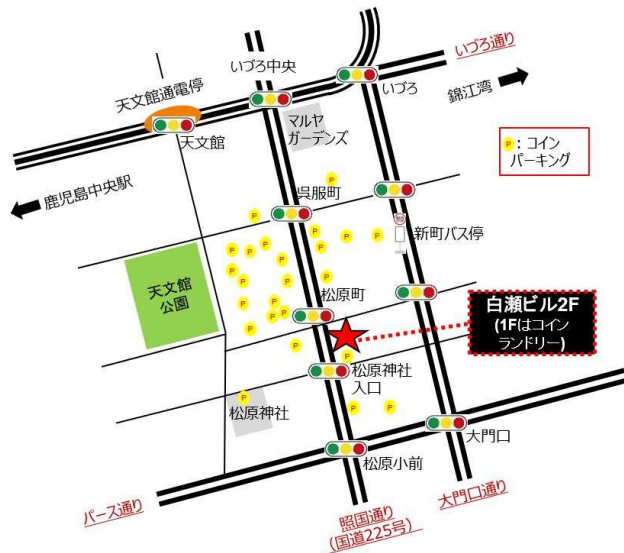 いづろ通り
いづろ中央
いづろ
錦江湾
天文館通電停
天文館
マルヤ
ガーデンズ
P
: コイン
パーキング
鹿児島中央駅
呉服町
新町バス停
天文館
公園
松原町
白瀬ビル2F
(1Fはコイン
ランドリー)
松原神社
入口
松原神社
大門口
松原小前
パース通り
照国通り
(国道225号)
大門口通り